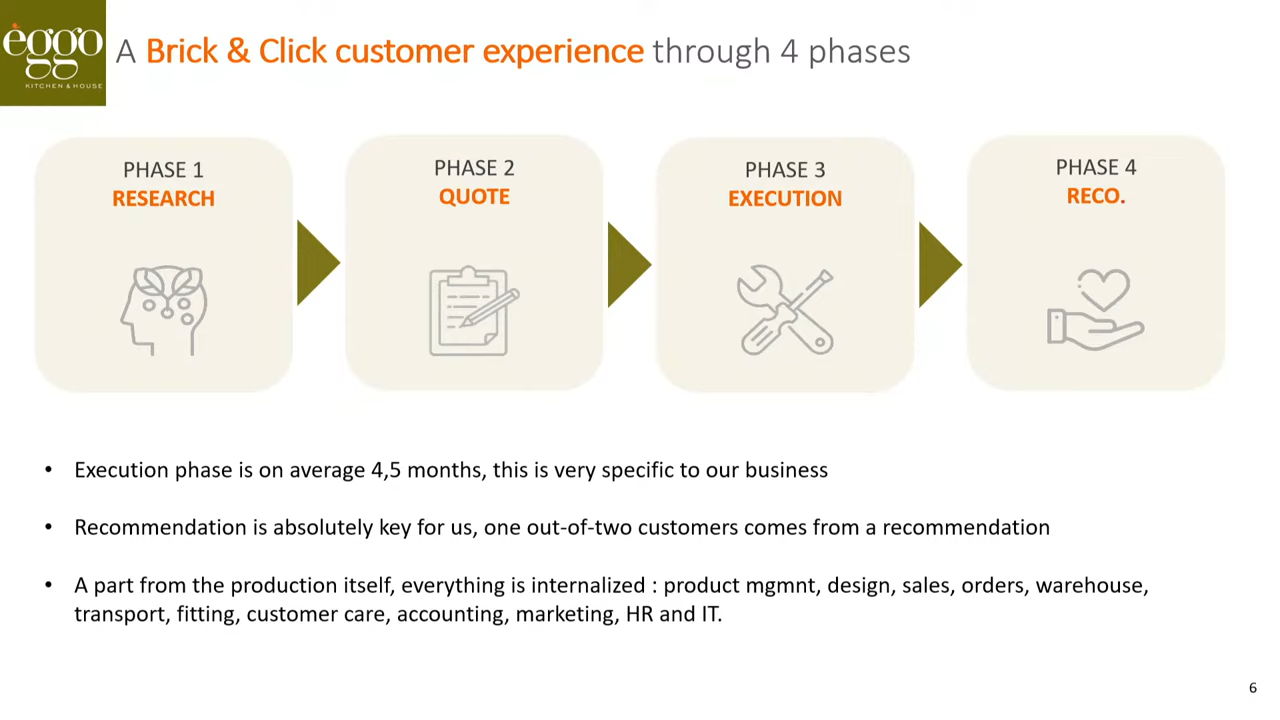 èggo
KITCHEN & HOUSE
A Brick & Click customer experience through 4 phases
PHASE 1
RESEARCH
PHASE 2
QUOTE
PHASE 3
EXECUTION
PHASE 4
RECO.
• Execution phase is on average 4,5 months, this is very specific to our business
• Recommendation is absolutely key for us, one out-of-two customers comes from a recommendation
• A part from the production itself, everything is internalized : product mgmnt, design, sales, orders, warehouse,
transport, fitting, customer care, accounting, marketing, HR and IT.
6